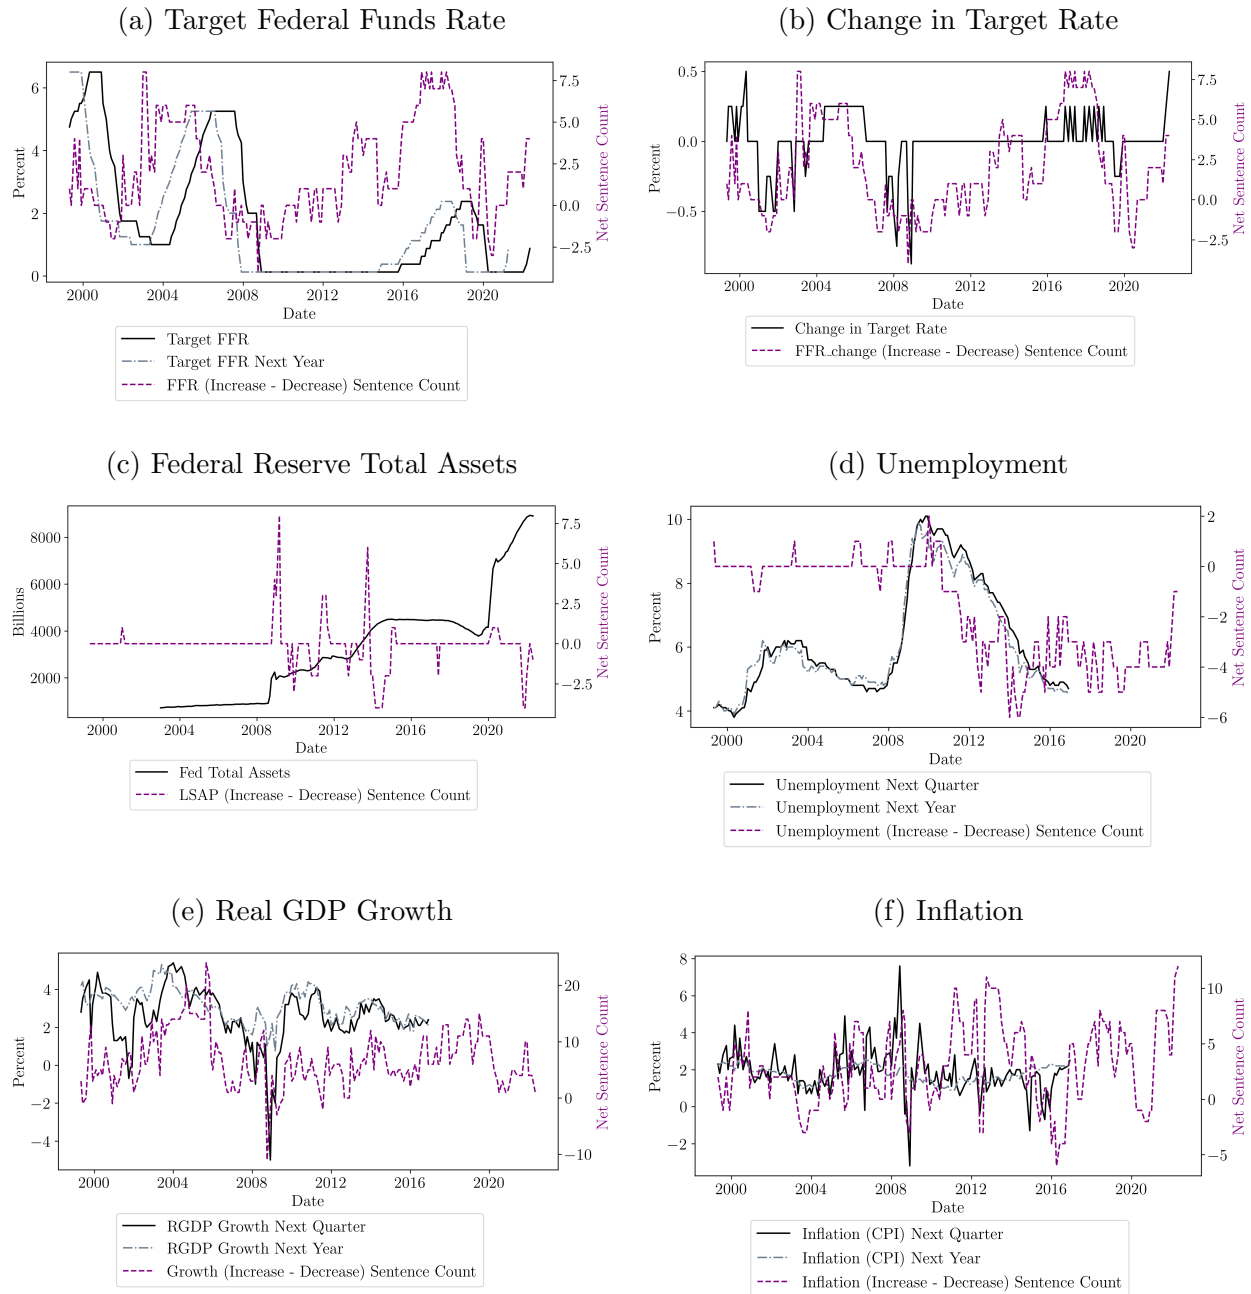 (a) Target Federal Funds Rate
6
4
2
0
Percent
7.5
5.0
2.5
0.0
−2.5
Net Sentence Count
2000 2004 2008 2012 2016 2020
Date
Target FFR
Target FFR Next Year
FFR (Increase - Decrease) Sentence Count
(b) Change in Target Rate
0.5
0.0
−0.5
Percent
7.5
5.0
2.5
0.0
−2.5
Net Sentence Count
2000 2004 2008 2012 2016 2020
Date
Change in Target Rate
FFR_change (Increase - Decrease) Sentence Count
(c) Federal Reserve Total Assets
8000
6000
4000
2000
Billions
7.5
5.0
2.5
0.0
−2.5
Net Sentence Count
2000 2004 2008 2012 2016 2020
Date
Fed Total Assets
LSAP (Increase - Decrease) Sentence Count
(d) Unemployment
10
8
6
4
Percent
2
0
−2
−4
−6
Net Sentence Count
2000 2004 2008 2012 2016 2020
Date
Unemployment Next Quarter
Unemployment Next Year
Unemployment (Increase - Decrease) Sentence Count
(e) Real GDP Growth
4
2
0
−2
−4
Percent
20
10
0
−10
Net Sentence Count
2000 2004 2008 2012 2016 2020
Date
RGDP Growth Next Quarter
RGDP Growth Next Year
Growth (Increase - Decrease) Sentence Count
(f) Inflation
8
6
4
2
0
−2
Percent
10
5
0
−5
Net Sentence Count
2000 2004 2008 2012 2016 2020
Date
Inflation (CPI) Next Quarter
Inflation (CPI) Next Year
Inflation (Increase - Decrease) Sentence Count